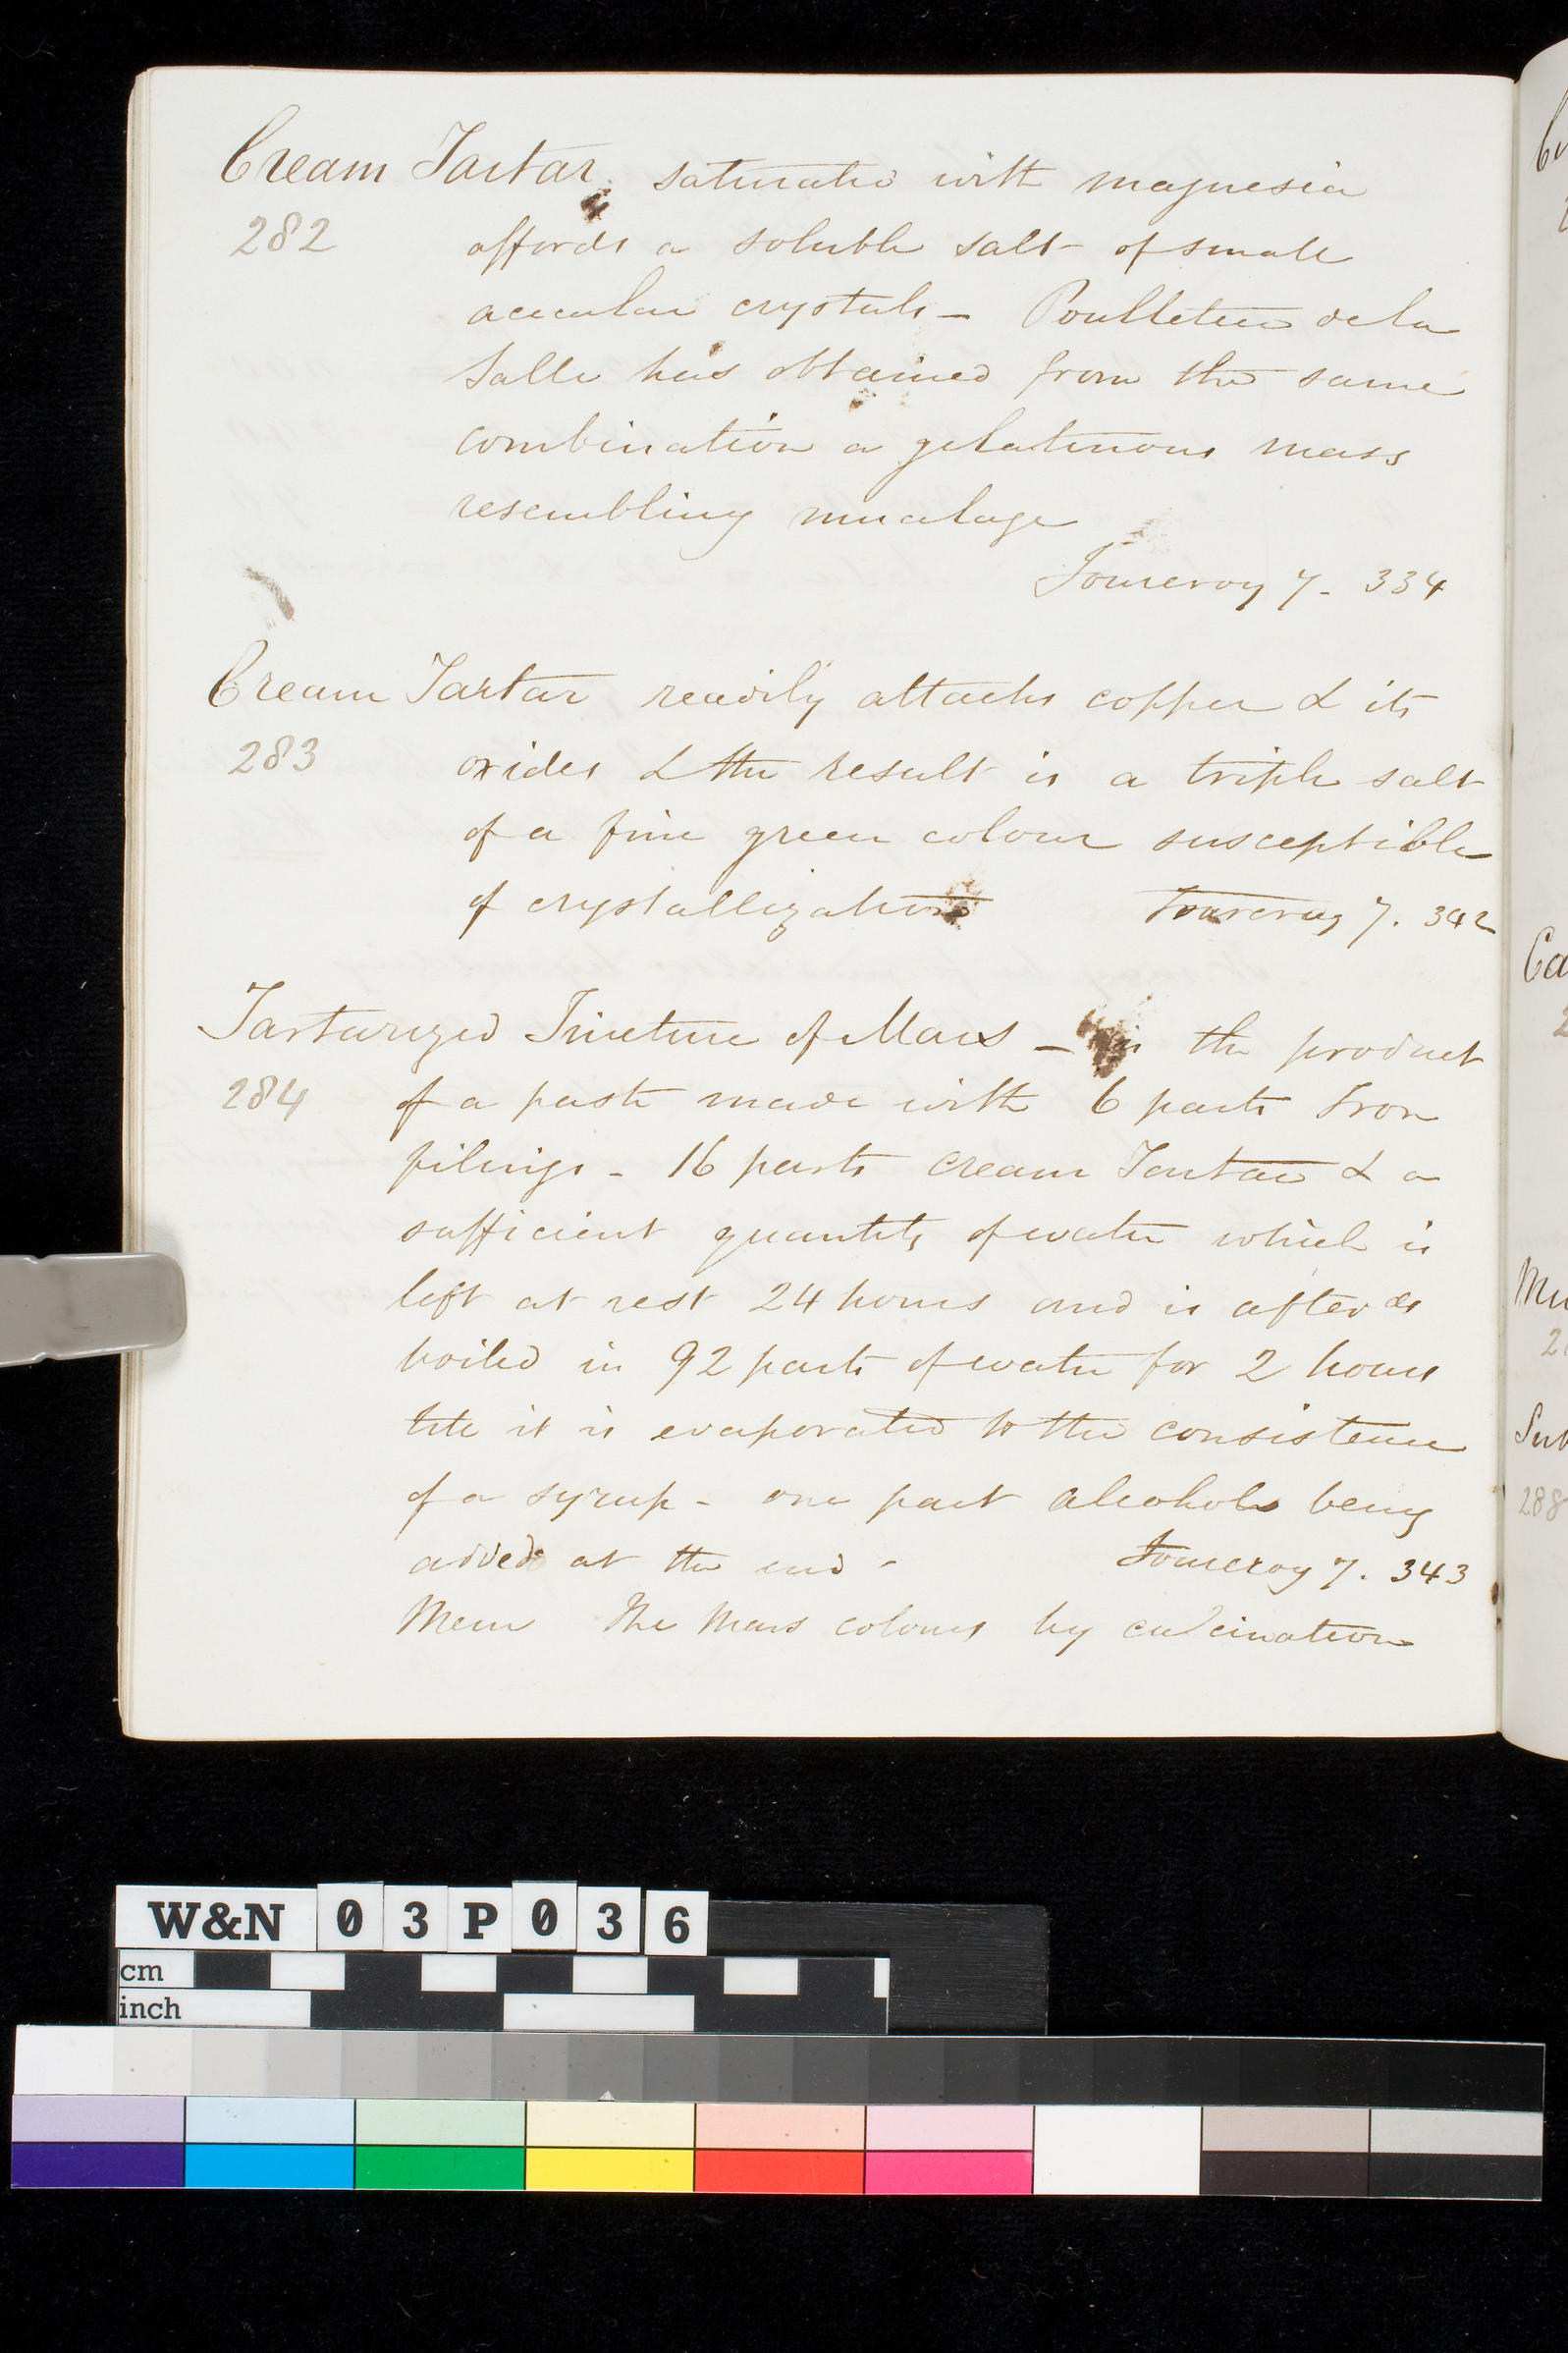 Cream Tartar. saturated with magnesia
282 affords a soluble salt of small
acicular crystals - Poulletier de la
Salle has obtained from the same
combination a gelatinous mass
resembling mucilage
Fourcroy 7 - 334
Cream Tartar readily attacks copper & its
283 oxides & the result is a triple salt
of a fine green colour susceptible
of crystallization Fourcroy 7. 342
Tartarized Tincture of Mars - is the product
284 of a paste made with 6 parts Iron
filings - 16 parts cream Tartar & a
sufficient quantity of water which is
left at rest 24 hours and is afterds
boiled in 92 parts of water for 2 hours
till it is evaporated to the consistence
of a syrup - one part alcohol being
added at the end - Fourcroy 7. 343
Mem The Mars colours by calcination
Ca
Mu
Sub
288
W&N 03P036
cm
inch